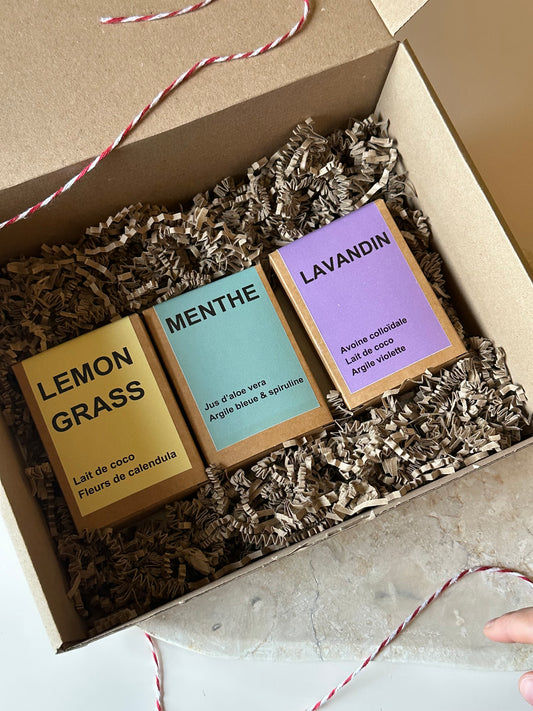 LEMON
GRASS
Lait de coco
Fleurs de calendula
MENTHE
Jus d'aloe vera
Argile bleue & spiruline
LAVANDIN
Avoine colloïdale
Lait de coco
Argile violette